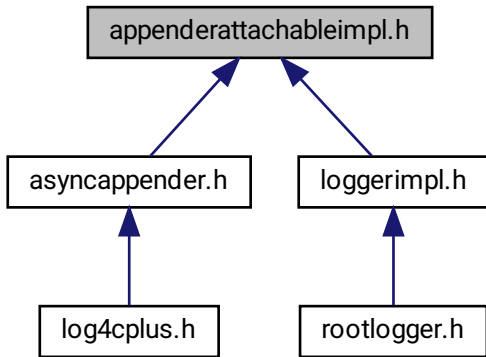 appenderattachableimpl.h
asyncappender.h
loggerimpl.h
log4cplus.h
rootlogger.h